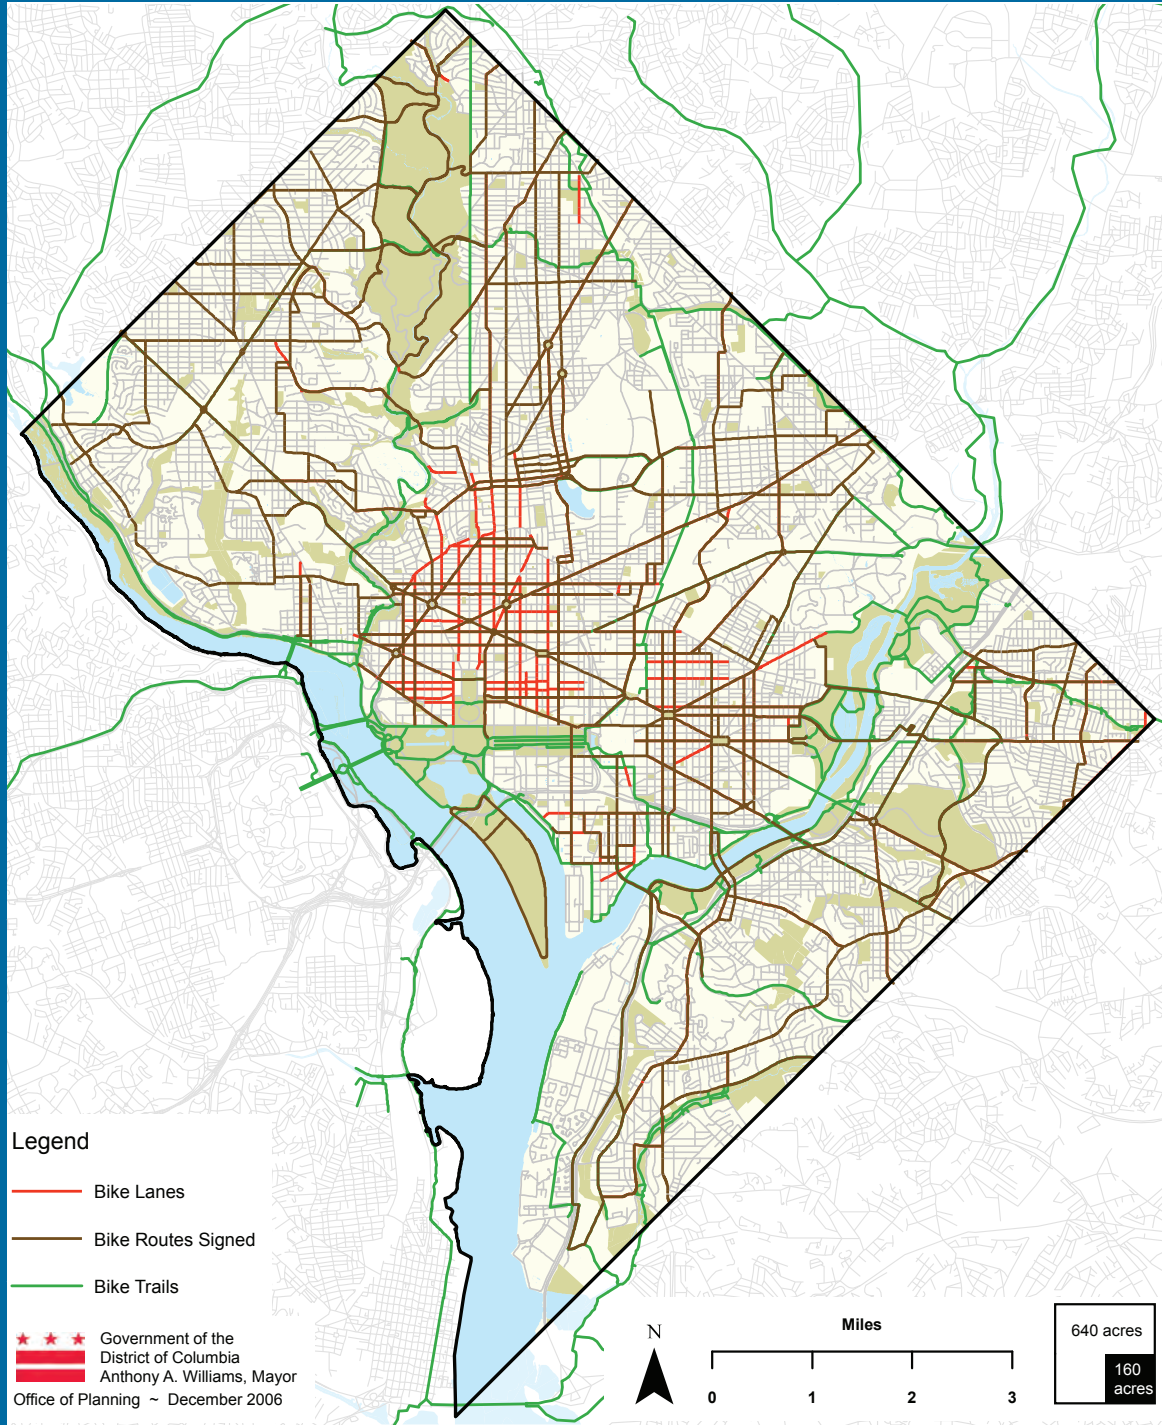 Legend
Bike Lanes
Bike Routes Signed
Bike Trails
Government of the
District of Columbia
Anthony A. Williams, Mayor
Office of Planning ~ December 2006
N
Miles
0 1 2 3
640 acres
160
acres